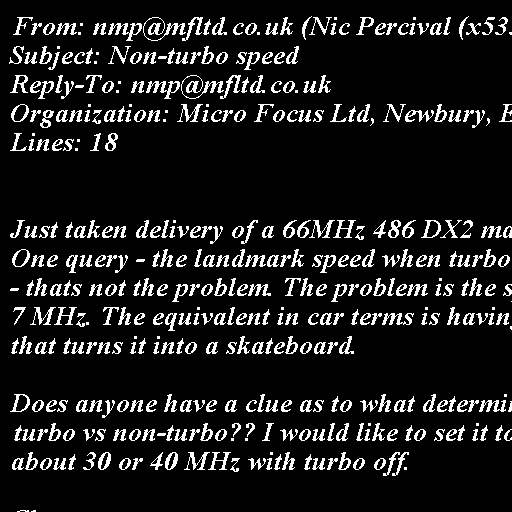 From: nmp@mfltd.co.uk (Nic Percival (x533
Subject: Non-turbo speed
Reply-To: nmp@mfltd.co.uk
Organization: Micro Focus Ltd, Newbury, E
Lines: 18
Just taken delivery of a 66MHz 486 DX2 ma
One query - the landmark speed when turbo
- thats not the problem. The problem is the s
7 MHz. The equivalent in car terms is having
that turns it into a skateboard.
Does anyone have a clue as to what determin
turbo vs non-turbo?? I would like to set it to
about 30 or 40 MHz with turbo off.